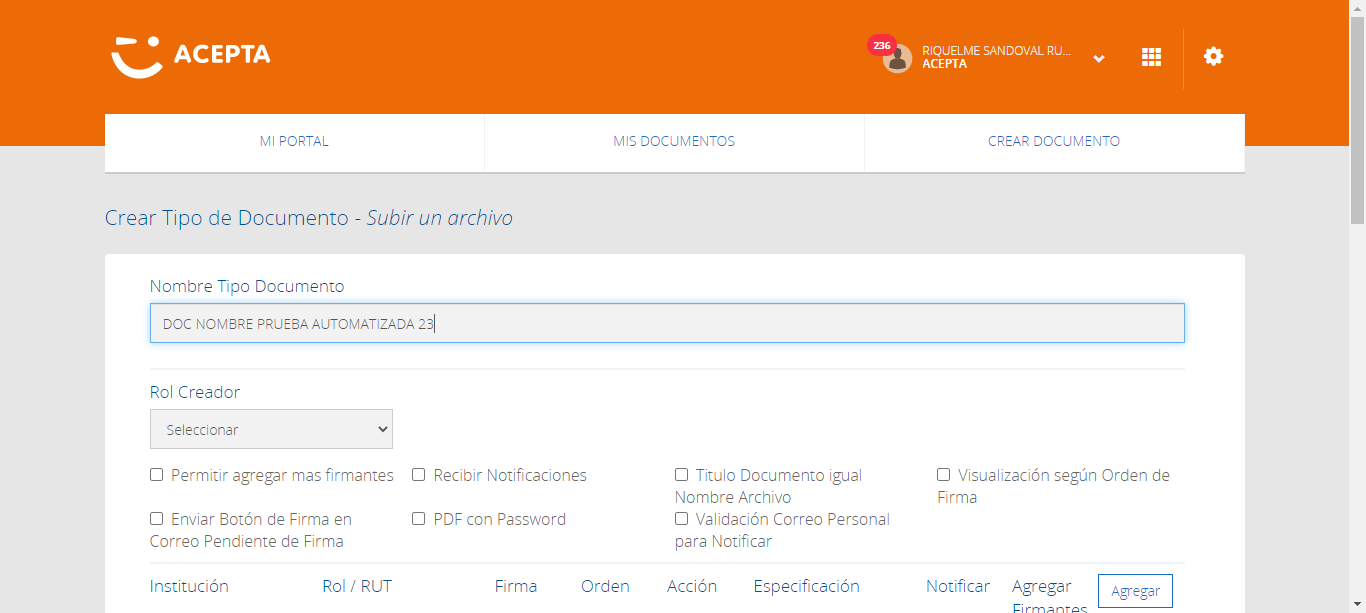 ACEPTA
236
RIQUELME SANDOVAL RU...
ACEPTA
MI PORTAL
MIS DOCUMENTOS
CREAR DOCUMENTO
Crear Tipo de Documento - Subir un archivo
Nombre Tipo Documento
DOC NOMBRE PRUEBA AUTOMATIZADA 23
Rol Creador
Seleccionar
Permitir agregar mas firmantes
Recibir Notificaciones
Titulo Documento igual
Nombre Archivo
Visualización según Orden de
Firma
Enviar Botón de Firma en
Correo Pendiente de Firma
PDF con Password
Validación Correo Personal
para Notificar
Institución
Rol / RUT
Firma
Orden
Acción
Especificación
Notificar
Agregar
Firmantes
Agregar